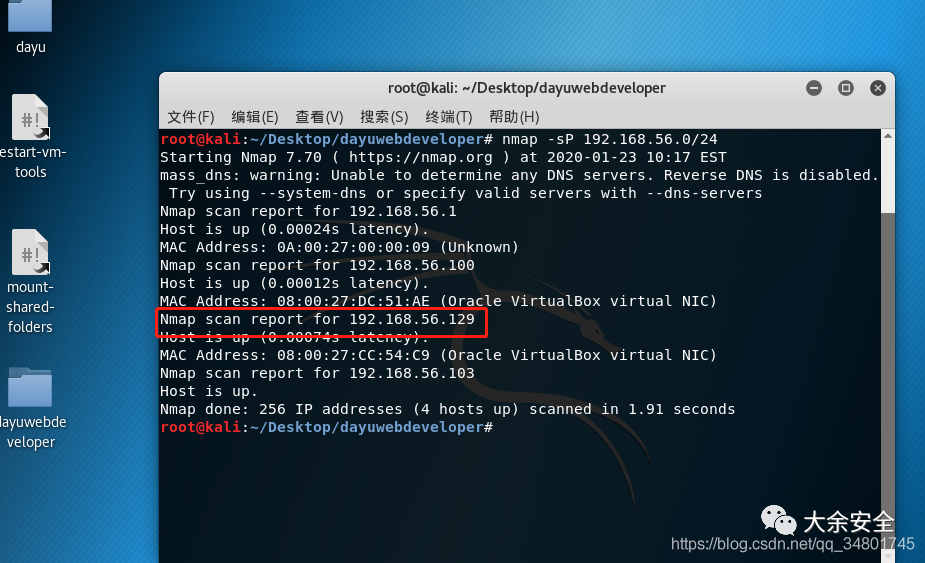 dayu
estart-vm-
tools
mount-
shared-
folders
dayuwebde
veloper
root@kali: ~/Desktop/dayuwebdeveloper
文件(F) 编辑(E) 查看(V) 搜索(S) 终端(T) 帮助(H)
root@kali:~/Desktop/dayuwebdeveloper# nmap -sP 192.168.56.0/24
Starting Nmap 7.70 ( https://nmap.org ) at 2020-01-23 10:17 EST
mass_dns: warning: Unable to determine any DNS servers. Reverse DNS is disabled.
Try using --system-dns or specify valid servers with --dns-servers
Nmap scan report for 192.168.56.1
Host is up (0.00024s latency).
MAC Address: 0A:00:27:00:00:09 (Unknown)
Nmap scan report for 192.168.56.100
Host is up (0.00012s latency).
MAC Address: 08:00:27:DC:51:AE (Oracle VirtualBox virtual NIC)
Nmap scan report for 192.168.56.129
Host is up (0.00074s latency).
MAC Address: 08:00:27:CC:54:C9 (Oracle VirtualBox virtual NIC)
Nmap scan report for 192.168.56.103
Host is up.
Nmap done: 256 IP addresses (4 hosts up) scanned in 1.91 seconds
root@kali:~/Desktop/dayuwebdeveloper#
大余安全
https://blog.csdn.net/qq_34801745